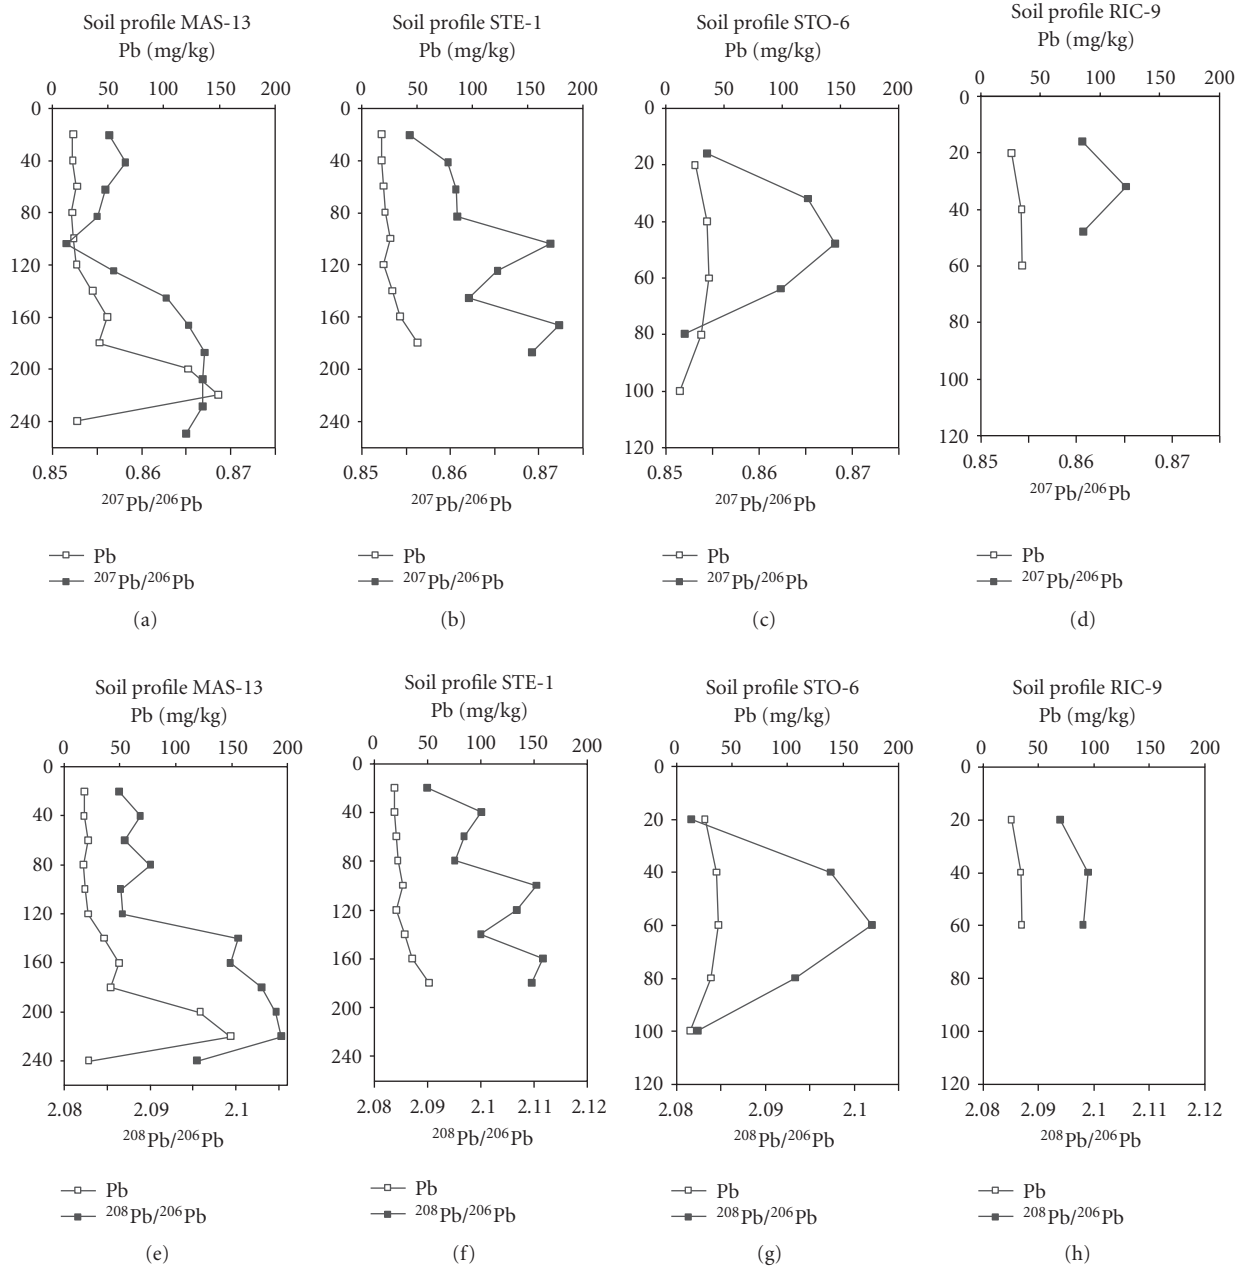 Soil profile MAS-13
Pb (mg/kg)
0 50 100 150 200
0
40
80
120
160
200
240
0.85 0.86 0.87
²⁰⁷Pb/²⁰⁶Pb
Pb
²⁰⁷Pb/²⁰⁶Pb
(a)
Soil profile STE-1
Pb (mg/kg)
0 50 100 150 200
0
40
80
120
160
200
240
0.85 0.86 0.87
²⁰⁷Pb/²⁰⁶Pb
Pb
²⁰⁷Pb/²⁰⁶Pb
(b)
Soil profile STO-6
Pb (mg/kg)
0 50 100 150 200
0
20
40
60
80
100
120
0.85 0.86 0.87
²⁰⁷Pb/²⁰⁶Pb
Pb
²⁰⁷Pb/²⁰⁶Pb
(c)
Soil profile RIC-9
Pb (mg/kg)
0 50 100 150 200
0
20
40
60
80
100
120
0.85 0.86 0.87
²⁰⁷Pb/²⁰⁶Pb
Pb
²⁰⁷Pb/²⁰⁶Pb
(d)
Soil profile MAS-13
Pb (mg/kg)
0 50 100 150 200
0
40
80
120
160
200
240
2.08 2.09 2.1
²⁰⁸Pb/²⁰⁶Pb
Pb
²⁰⁸Pb/²⁰⁶Pb
(e)
Soil profile STE-1
Pb (mg/kg)
0 50 100 150 200
0
40
80
120
160
200
240
2.08 2.09 2.1 2.11 2.12
²⁰⁸Pb/²⁰⁶Pb
Pb
²⁰⁸Pb/²⁰⁶Pb
(f)
Soil profile STO-6
Pb (mg/kg)
0 50 100 150 200
0
20
40
60
80
100
120
2.08 2.09 2.1
²⁰⁸Pb/²⁰⁶Pb
Pb
²⁰⁸Pb/²⁰⁶Pb
(g)
Soil profile RIC-9
Pb (mg/kg)
0 50 100 150 200
0
20
40
60
80
100
120
2.08 2.09 2.1 2.11 2.12
²⁰⁸Pb/²⁰⁶Pb
Pb
²⁰⁸Pb/²⁰⁶Pb
(h)